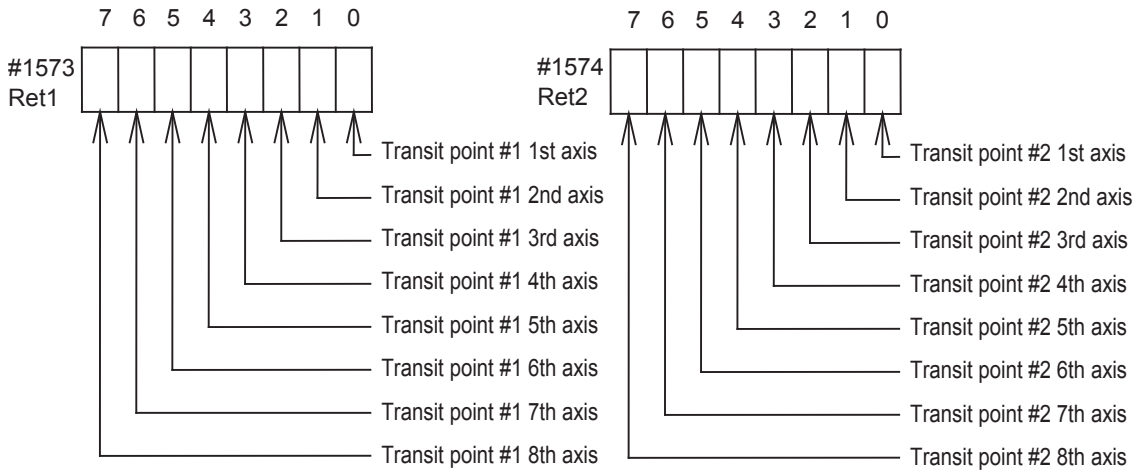 7 6 5 4 3 2 1 0
#1573
Ret1
Transit point #1 1st axis
Transit point #1 2nd axis
Transit point #1 3rd axis
Transit point #1 4th axis
Transit point #1 5th axis
Transit point #1 6th axis
Transit point #1 7th axis
Transit point #1 8th axis
7 6 5 4 3 2 1 0
#1574
Ret2
Transit point #2 1st axis
Transit point #2 2nd axis
Transit point #2 3rd axis
Transit point #2 4th axis
Transit point #2 5th axis
Transit point #2 6th axis
Transit point #2 7th axis
Transit point #2 8th axis